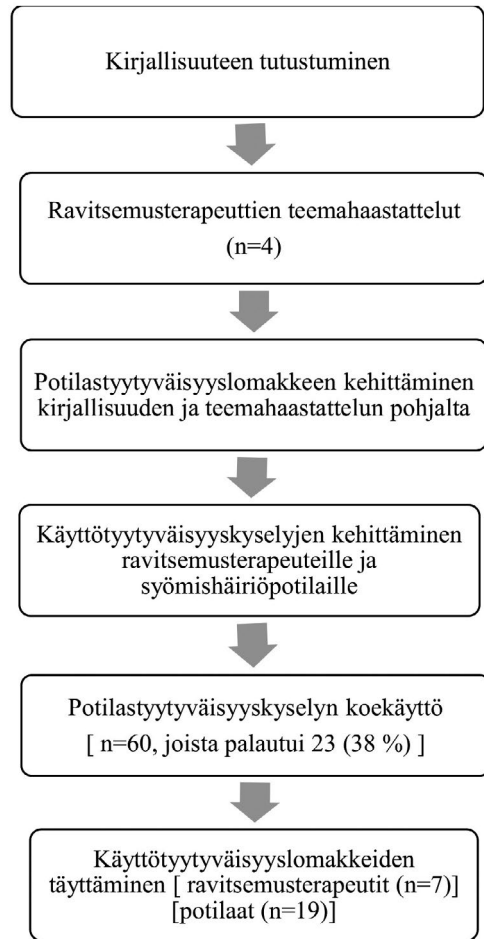 Kirjallisuuteen tutustuminen
Ravitsemusterapeuttien teemahaastattelut
(n=4)
Potilastyytyväisyyslomakkeen kehittäminen
kirjallisuuden ja teemahaastattelun pohjalta
Käyttötyytyväisyyskyselyjen kehittäminen
ravitsemusterapeuteille ja
syömishäiriöpotilaille
Potilastyytyväisyyskyselyn koekäyttö
[ n=60, joista palautui 23 (38 %) ]
Käyttötyytyväisyyslomakkeiden
täyttäminen [ ravitsemusterapeutit (n=7)]
[potilaat (n=19)]